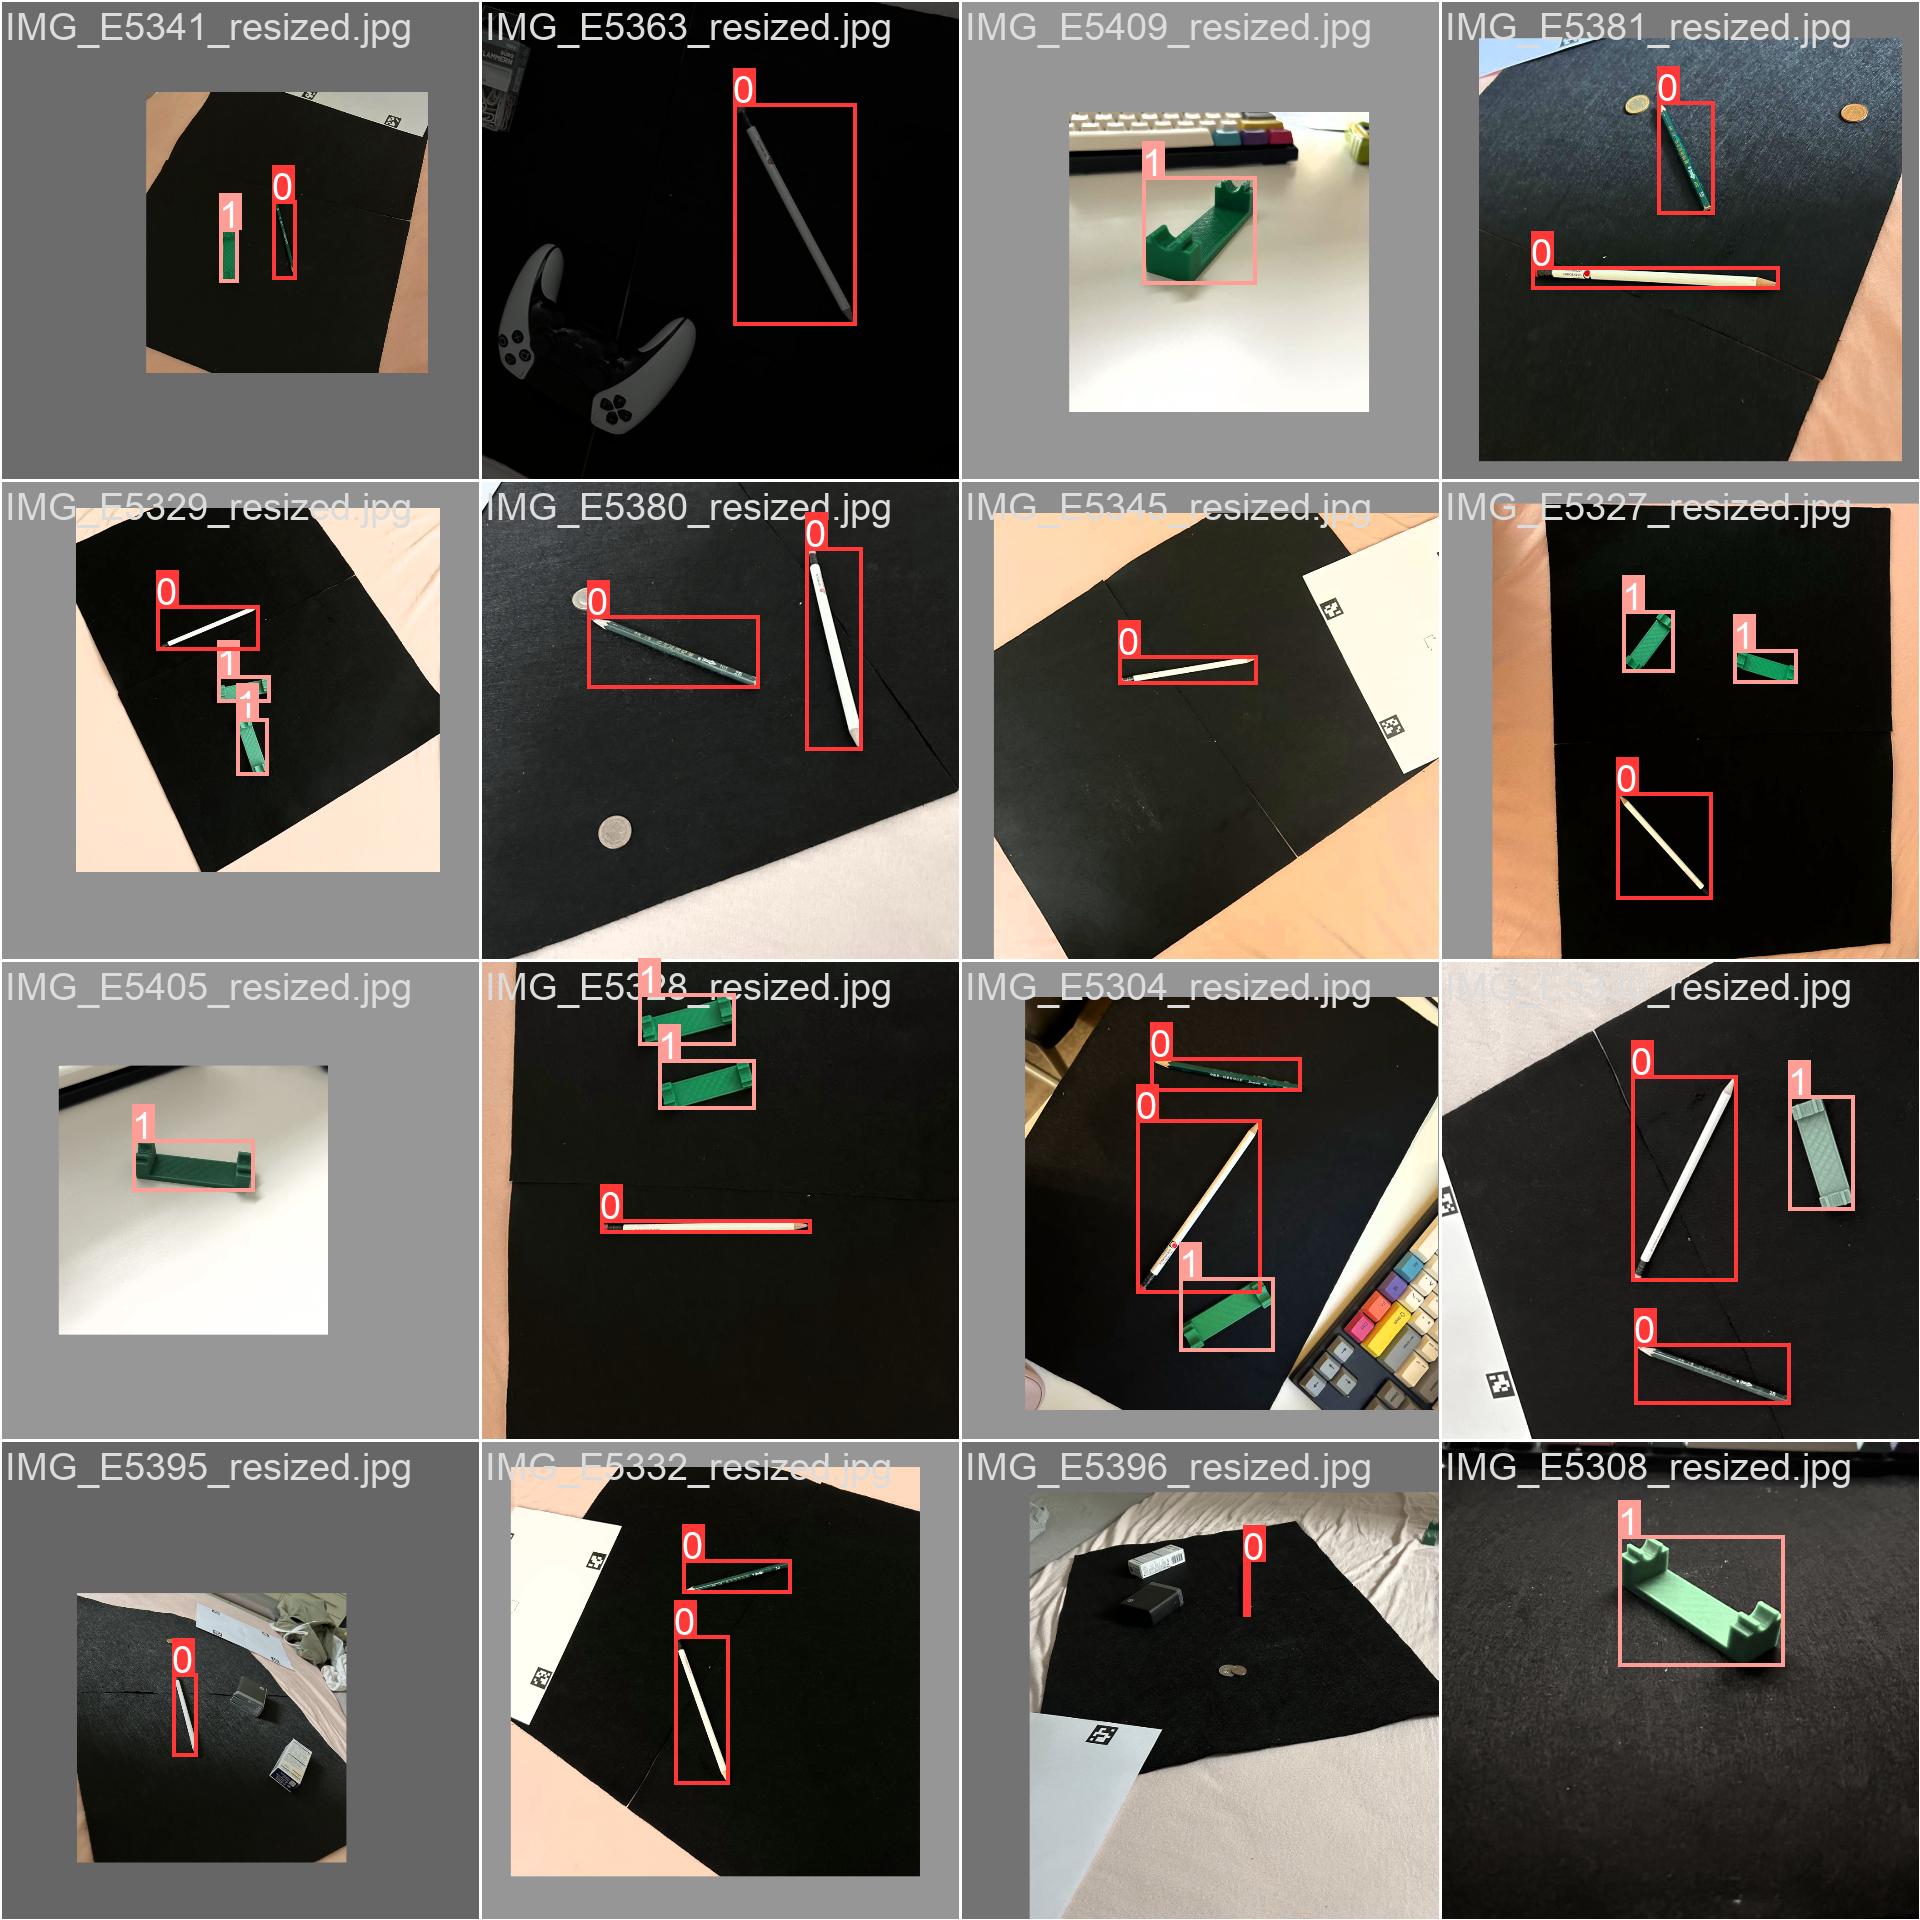 IMG_E5341_resized.jpg
IMG_E5363_resized.jpg
IMG_E5409_resized.jpg
IMG_E5381_resized.jpg
1
0
0
1
0
0
IMG_E5329_resized.jpg
IMG_E5380_resized.jpg
IMG_E5345_resized.jpg
IMG_E5327_resized.jpg
0
1
1
0
0
0
1
1
0
IMG_E5405_resized.jpg
IMG_E5328_resized.jpg
IMG_E5304_resized.jpg
1
1
1
0
0
0
1
0
1
0
IMG_E5395_resized.jpg
IMG_E5332_resized.jpg
IMG_E5396_resized.jpg
IMG_E5308_resized.jpg
0
0
0
0
1